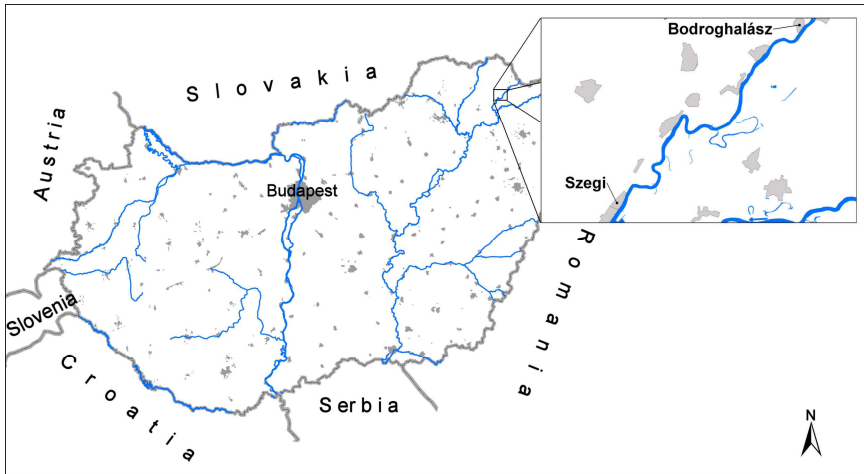 Bodroghalász
Slovakia
Austria
Budapest
Szegi
Romania
Slovenia
Croatia
Serbia
N